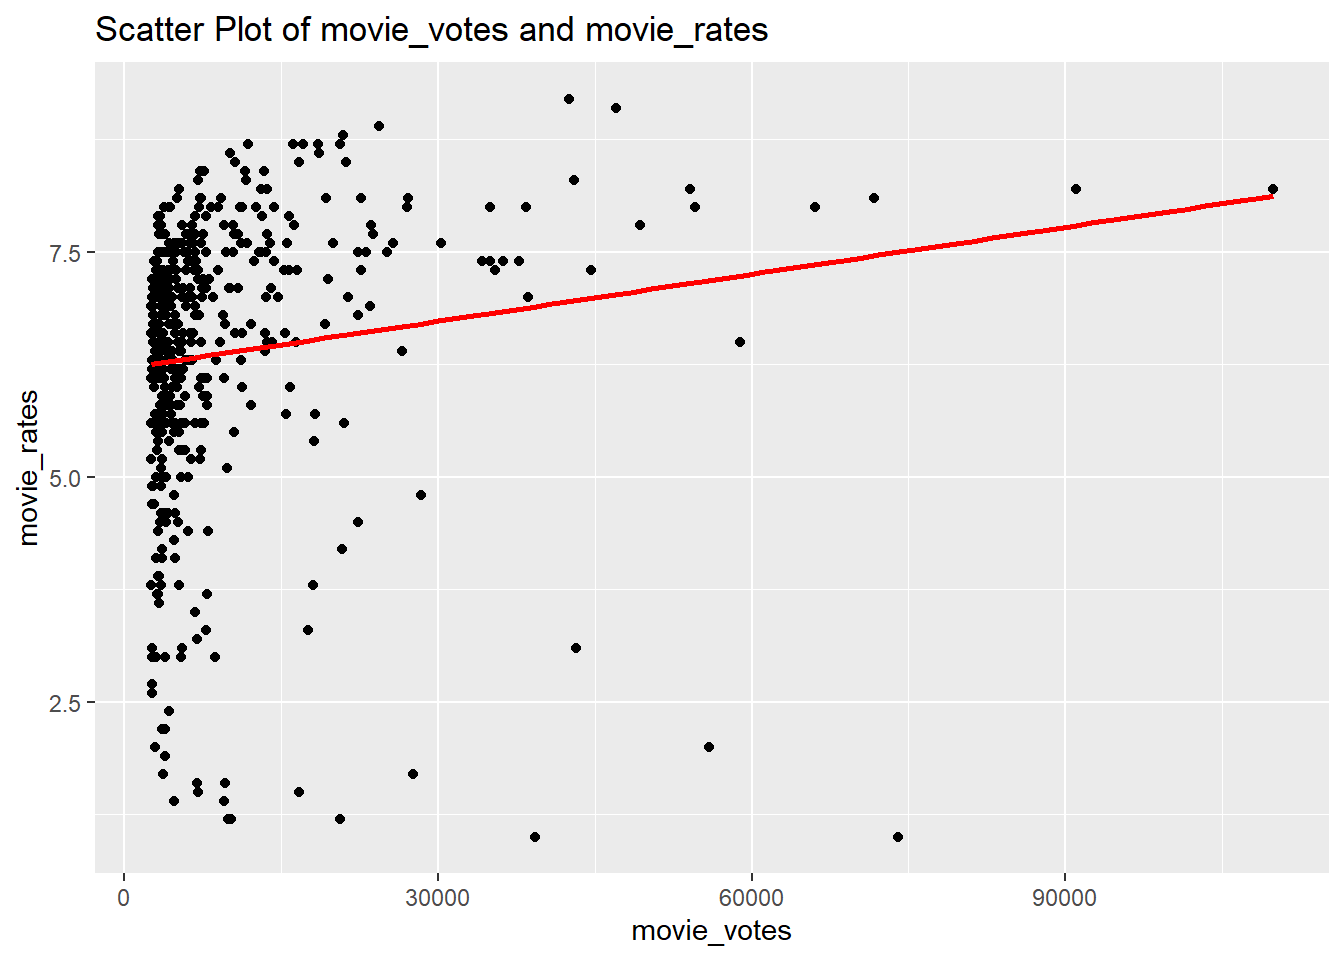 Scatter Plot of movie_votes and movie_rates
movie_rates
7.5
5.0
2.5
0
30000
60000
90000
movie_votes